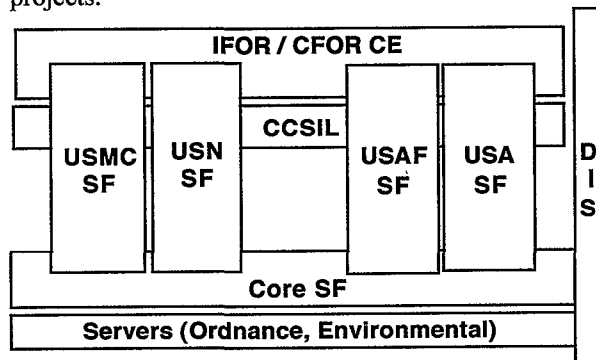 projects.
IFOR / CFOR CE
CCSIL
USMC
SF
USN
SF
USAF
SF
USA
SF
D
I
S
Core SF
Servers (Ordnance, Environmental)